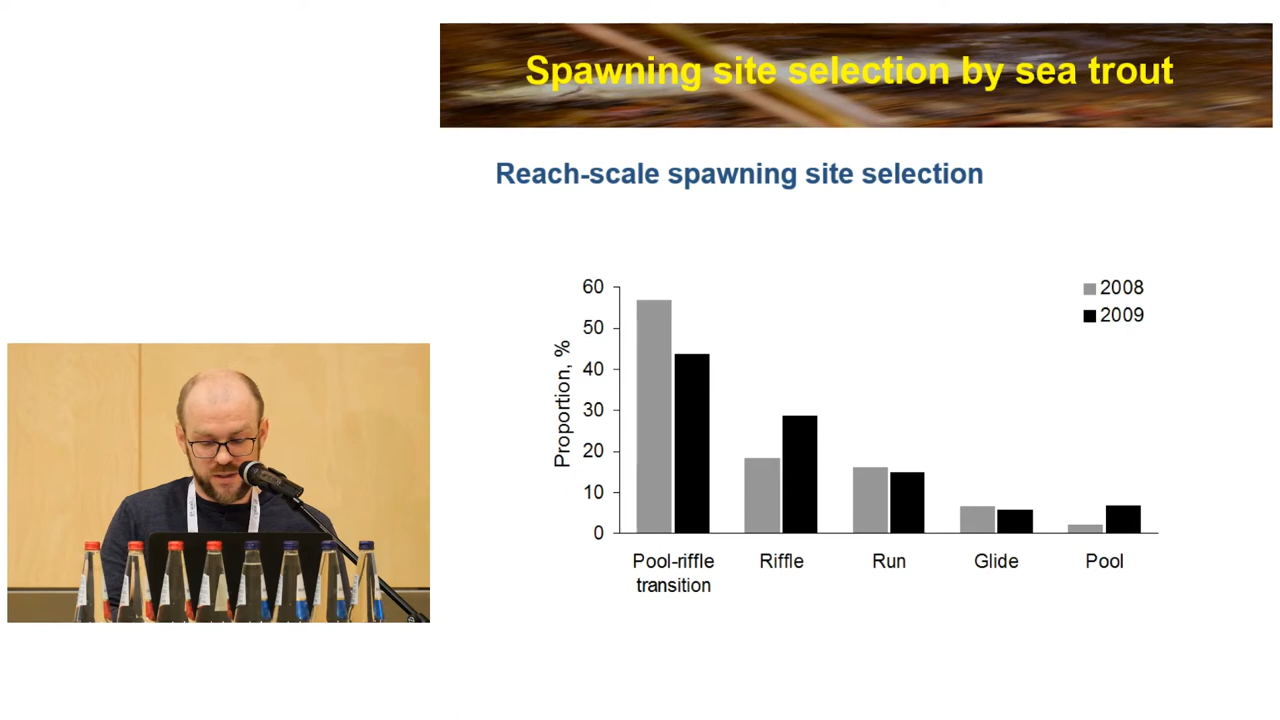 Spawning site selection by sea trout
Reach-scale spawning site selection
2008
2009
Proportion, %
60
50
40
30
20
10
0
Pool-riffle
transition
Riffle
Run
Glide
Pool